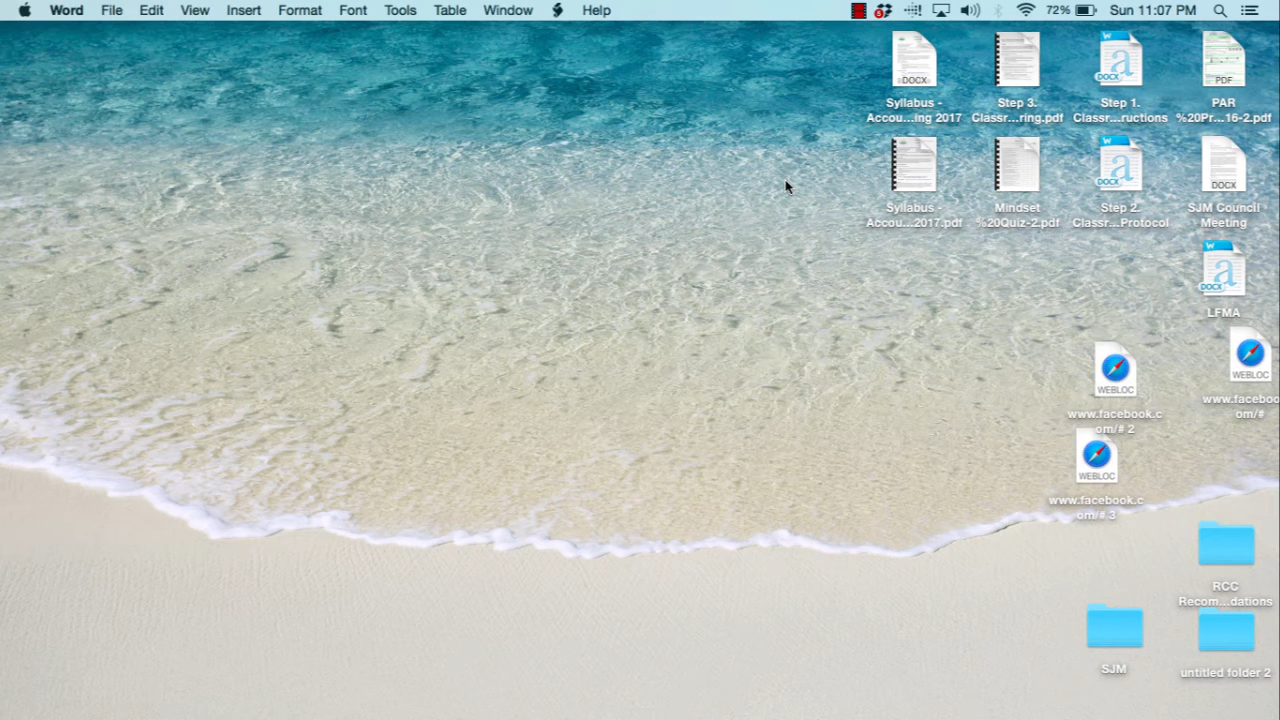 Word File Edit View Insert Format Font Tools Table Window Help 5 72% Sun 11:07 PM
DOCX PDF
DOCX
Syllabus - Step 3. Step 1. PAR
Accou...ing 2017 Classr...ring.pdf Classr...ructions %20Pr...16-2.pdf
DOCX DOCX
Syllabus - Mindset Step 2. SJM Council
Accou...2017.pdf %20Quiz-2.pdf Classr...Protocol Meeting
DOCX
LFMA
WEBLOC WEBLOC
www.facebook.c www.faceboo
om/# 2 om/#
WEBLOC
www.facebook.c
om/# 3
RCC
Recom...dations
SJM untitled folder 2